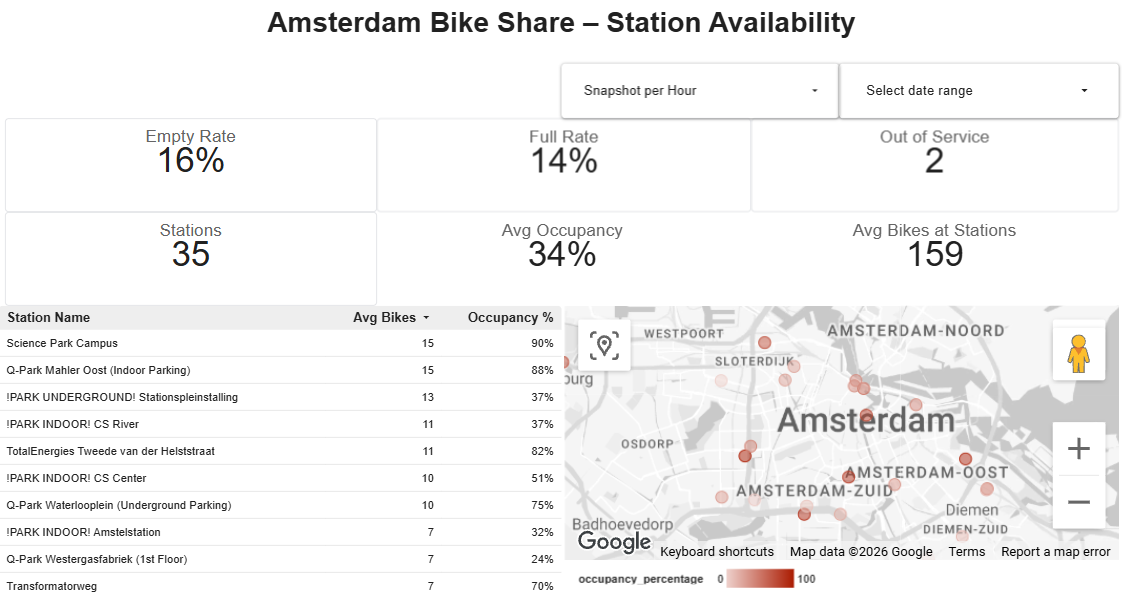 Amsterdam Bike Share – Station Availability
Snapshot per Hour
Select date range
Empty Rate
16%
Full Rate
14%
Out of Service
2
Stations
35
Avg Occupancy
34%
Avg Bikes at Stations
159
Station Name Avg Bikes Occupancy %
Science Park Campus 15 90%
Q-Park Mahler Oost (Indoor Parking) 15 88%
!PARK UNDERGROUND! Stationspleinstalling 13 37%
!PARK INDOOR! CS River 11 37%
TotalEnergies Tweede van der Helststraat 11 82%
!PARK INDOOR! CS Center 10 51%
Q-Park Waterlooplein (Underground Parking) 10 75%
!PARK INDOOR! Amstelstation 7 32%
Q-Park Westergasfabriek (1st Floor) 7 24%
Transformatorweg 7 70%
WESTPOORT
AMSTERDAM-NOORD
SLOTERDIJK
burg
Amsterdam
OSDORP
AMSTERDAM-OOST
AMSTERDAM-ZUID
Diemen
Badhoevedorp
DIEMEN-ZUID
Google
Keyboard shortcuts
Map data ©2026 Google
Terms
Report a map error
occupancy_percentage 0 100